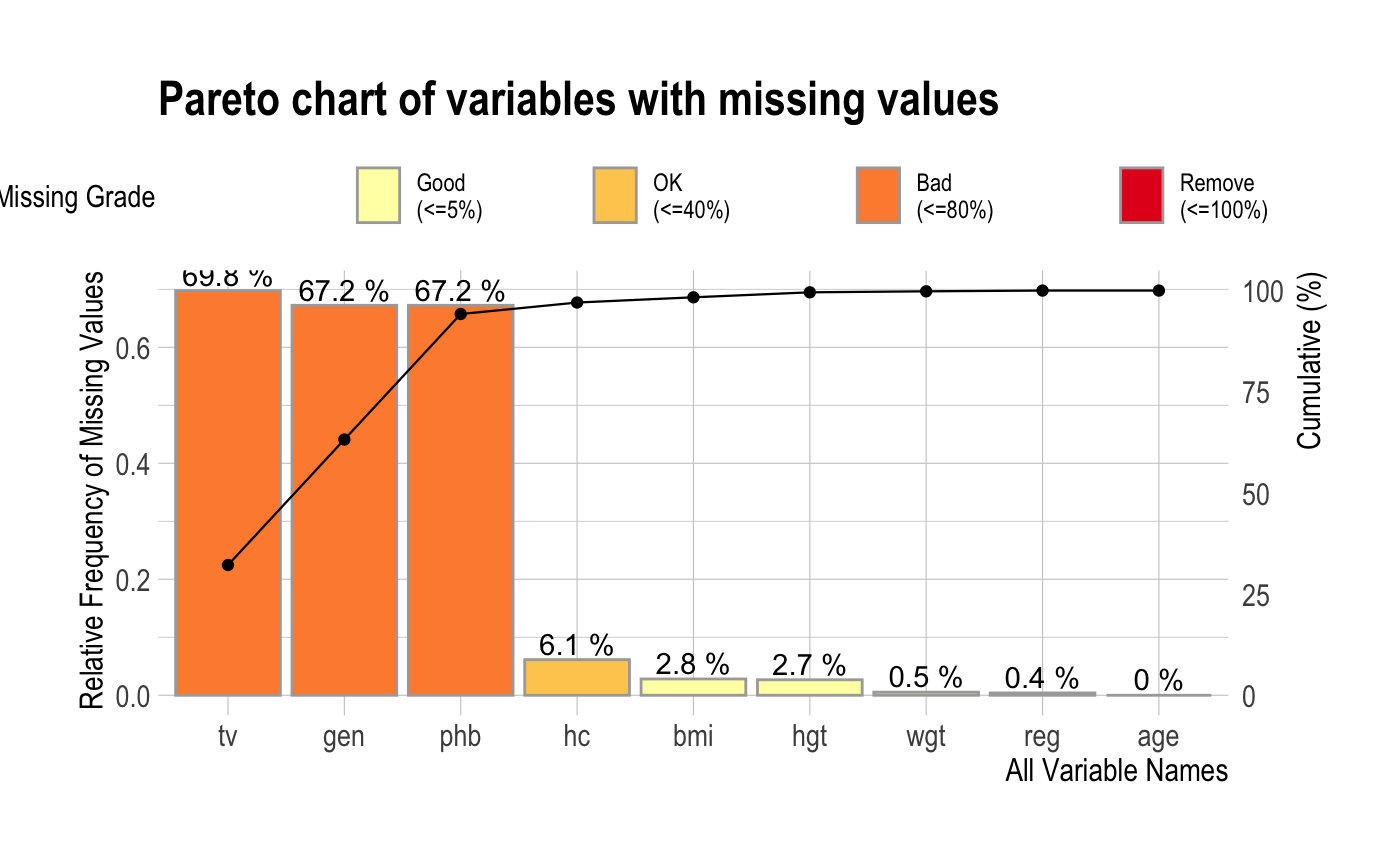 Pareto chart of variables with missing values
Missing Grade
Good
(<=5%)
OK
(<=40%)
Bad
(<=80%)
Remove
(<=100%)
Relative Frequency of Missing Values
0.6
0.4
0.2
0.0
69.8 %
67.2 %
67.2 %
6.1 %
2.8 %
2.7 %
0.5 %
0.4 %
0 %
100
75
50
25
0
Cumulative (%)
tv
gen
phb
hc
bmi
hgt
wgt
reg
age
All Variable Names